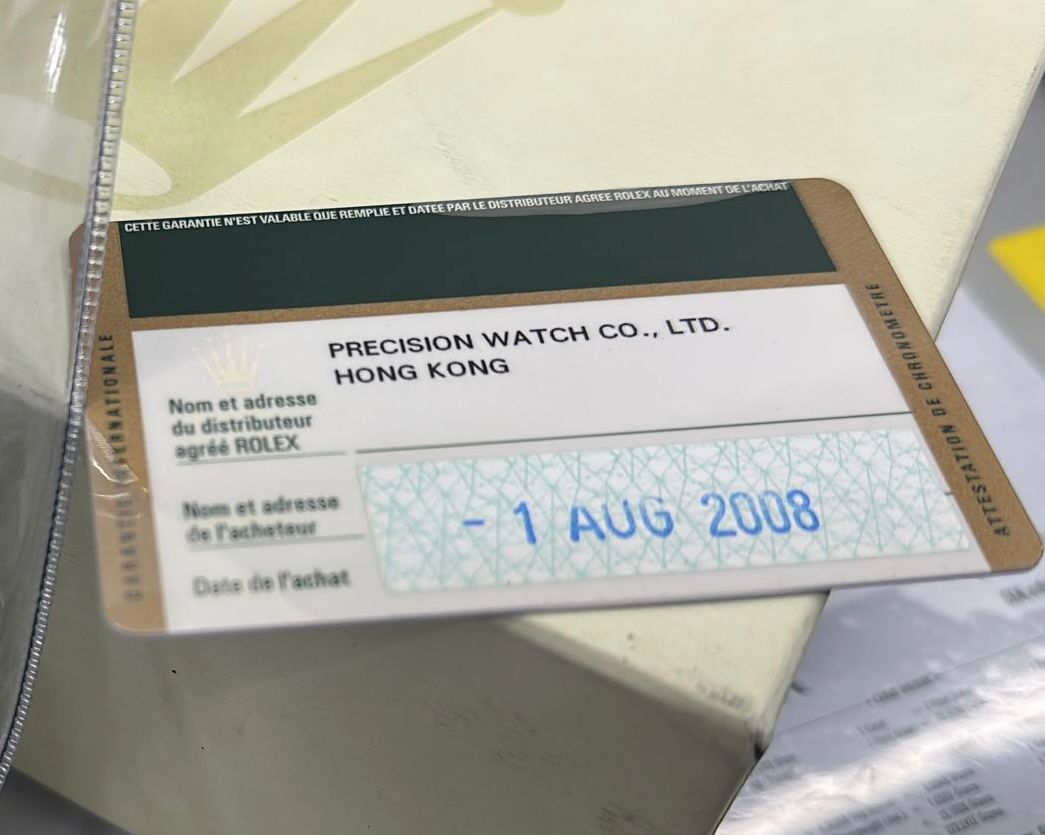 CETTE GARANTIE N'EST VALABLE QUE REMPLIE ET DATEE PAR LE DISTRIBUTEUR AGREE ROLEX AU MOMENT DE L'ACHAT
PRECISION WATCH CO., LTD.
HONG KONG
Nom et adresse
du distributeur
agréé ROLEX
Nom et adresse
de l'acheteur
- 1 AUG 2008
Date de l'achat
GARANTIE INTERNATIONALE
ATTESTATION DE CHRONOMETRE